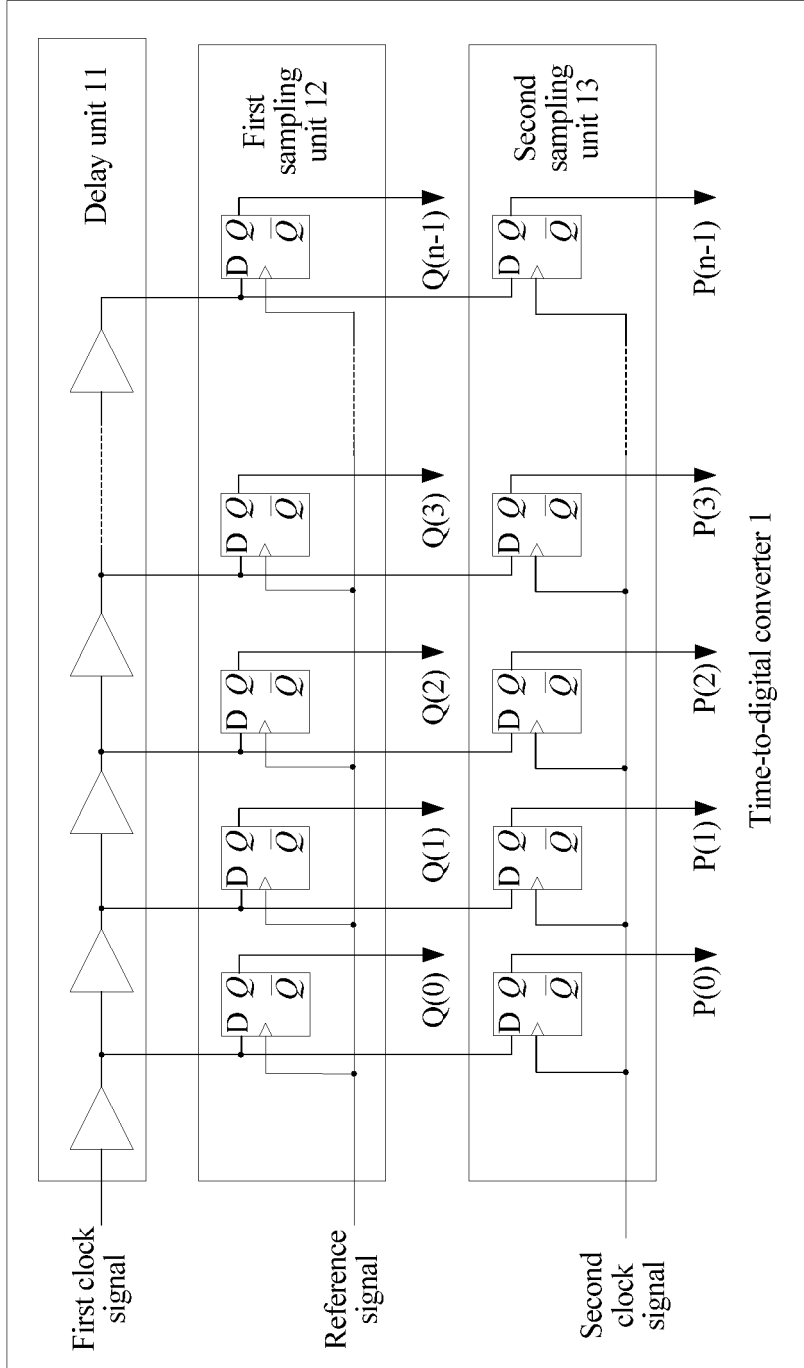 First clock
signal
Delay unit 11
Reference
signal
D Q
Q̅
D Q
Q̅
D Q
Q̅
D Q
Q̅
D Q
Q̅
First
sampling
unit 12
Q(0)
Q(1)
Q(2)
Q(3)
Q(n-1)
Second
clock
signal
D Q
Q̅
D Q
Q̅
D Q
Q̅
D Q
Q̅
D Q
Q̅
Second
sampling
unit 13
P(0)
P(1)
P(2)
P(3)
P(n-1)
Time-to-digital converter 1